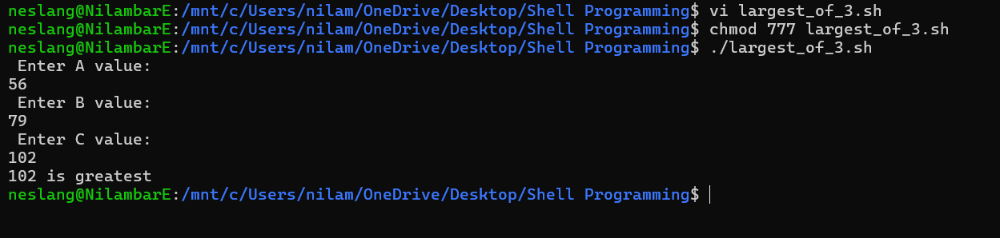 neslang@NilambarE:/mnt/c/Users/nilam/OneDrive/Desktop/Shell Programming$ vi largest_of_3.sh
neslang@NilambarE:/mnt/c/Users/nilam/OneDrive/Desktop/Shell Programming$ chmod 777 largest_of_3.sh
neslang@NilambarE:/mnt/c/Users/nilam/OneDrive/Desktop/Shell Programming$ ./largest_of_3.sh
 Enter A value:
56
 Enter B value:
79
 Enter C value:
102
102 is greatest
neslang@NilambarE:/mnt/c/Users/nilam/OneDrive/Desktop/Shell Programming$